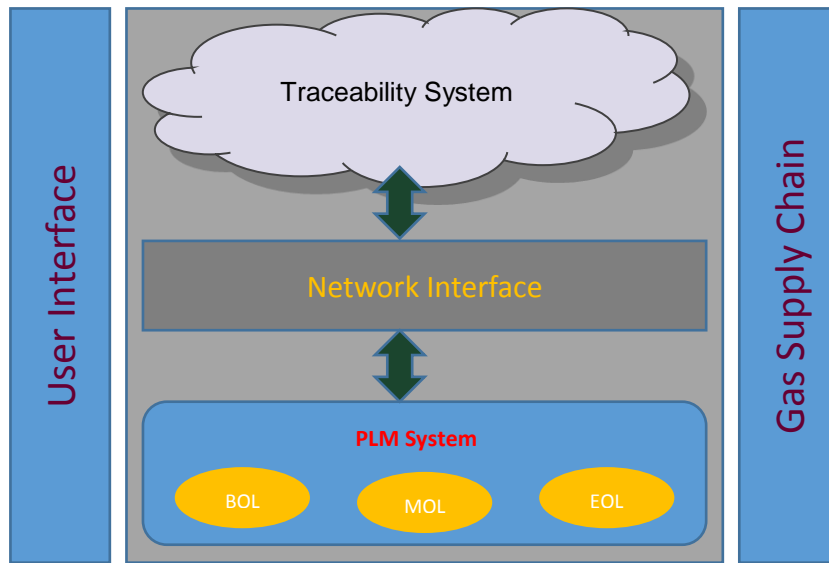 User Interface
Traceability System
Network Interface
PLM System
BOL
MOL
EOL
Gas Supply Chain